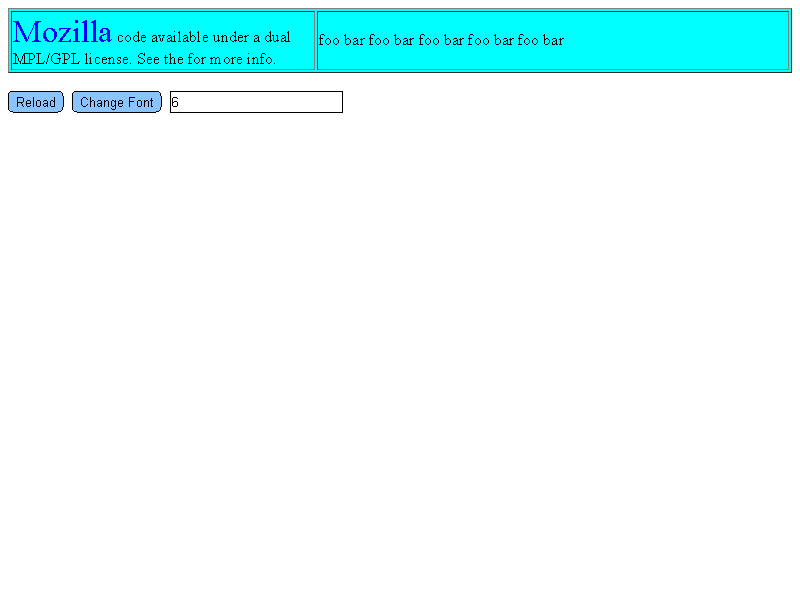 Mozilla code available under a dual
MPL/GPL license. See the for more info.
foo bar foo bar foo bar foo bar foo bar
Reload Change Font 6